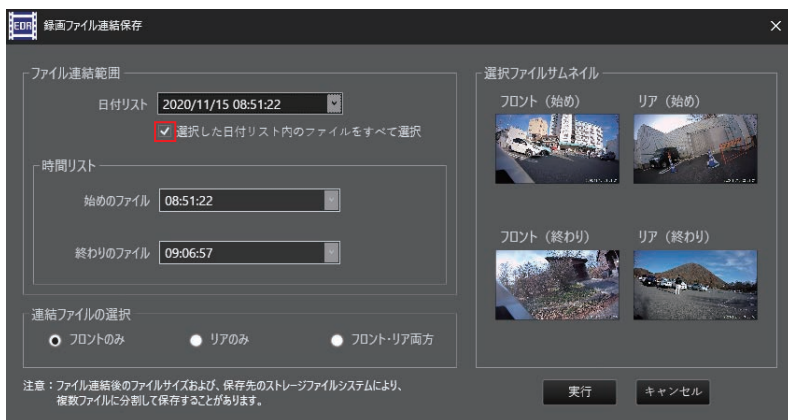 EDR 録画ファイル連結保存
ファイル連結範囲
日付リスト 2020/11/15 08:51:22
選択した日付リスト内のファイルをすべて選択
時間リスト
始めのファイル 08:51:22
終わりのファイル 09:06:57
連結ファイルの選択
フロントのみ リアのみ フロント・リア両方
注意：ファイル連結後のファイルサイズおよび、保存先のストレージファイルシステムにより、
複数ファイルに分割して保存することがあります。
選択ファイルサムネイル
フロント（始め） リア（始め）
フロント（終わり） リア（終わり）
実行 キャンセル